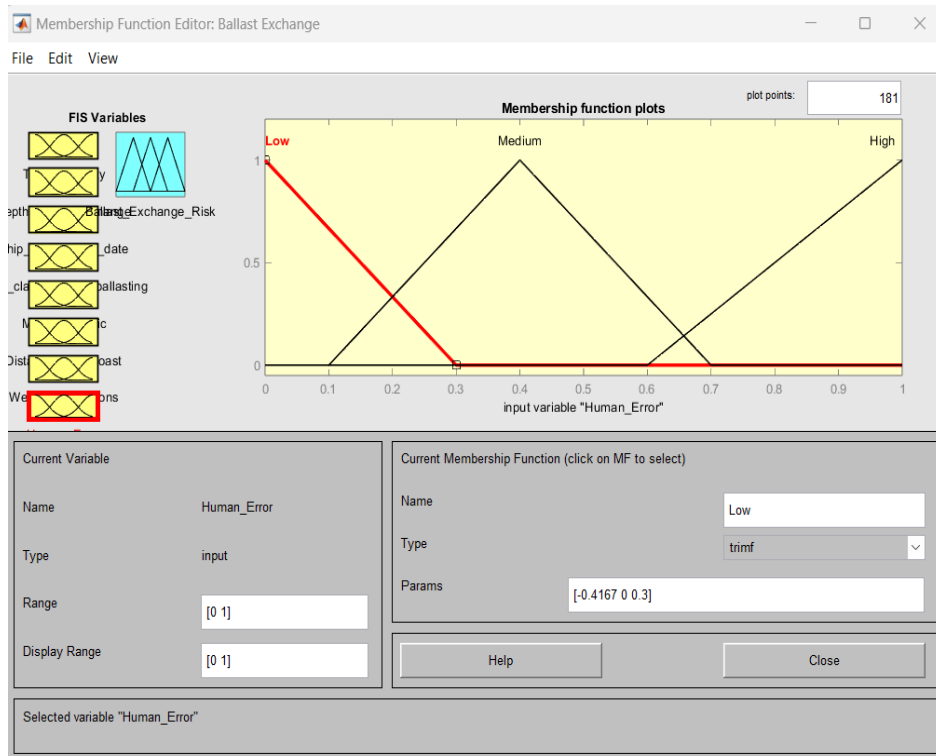 Membership Function Editor: Ballast Exchange
File Edit View
FIS Variables
Membership function plots
plot points: 181
Low Medium High
1
0.5
0
0 0.1 0.2 0.3 0.4 0.5 0.6 0.7 0.8 0.9 1
input variable "Human_Error"
Ballast_Exchange_Risk
_date
ballasting
Current Variable
Name Human_Error
Type input
Range [0 1]
Display Range [0 1]
Current Membership Function (click on MF to select)
Name Low
Type trimf
Params [-0.4167 0 0.3]
Help Close
Selected variable "Human_Error"